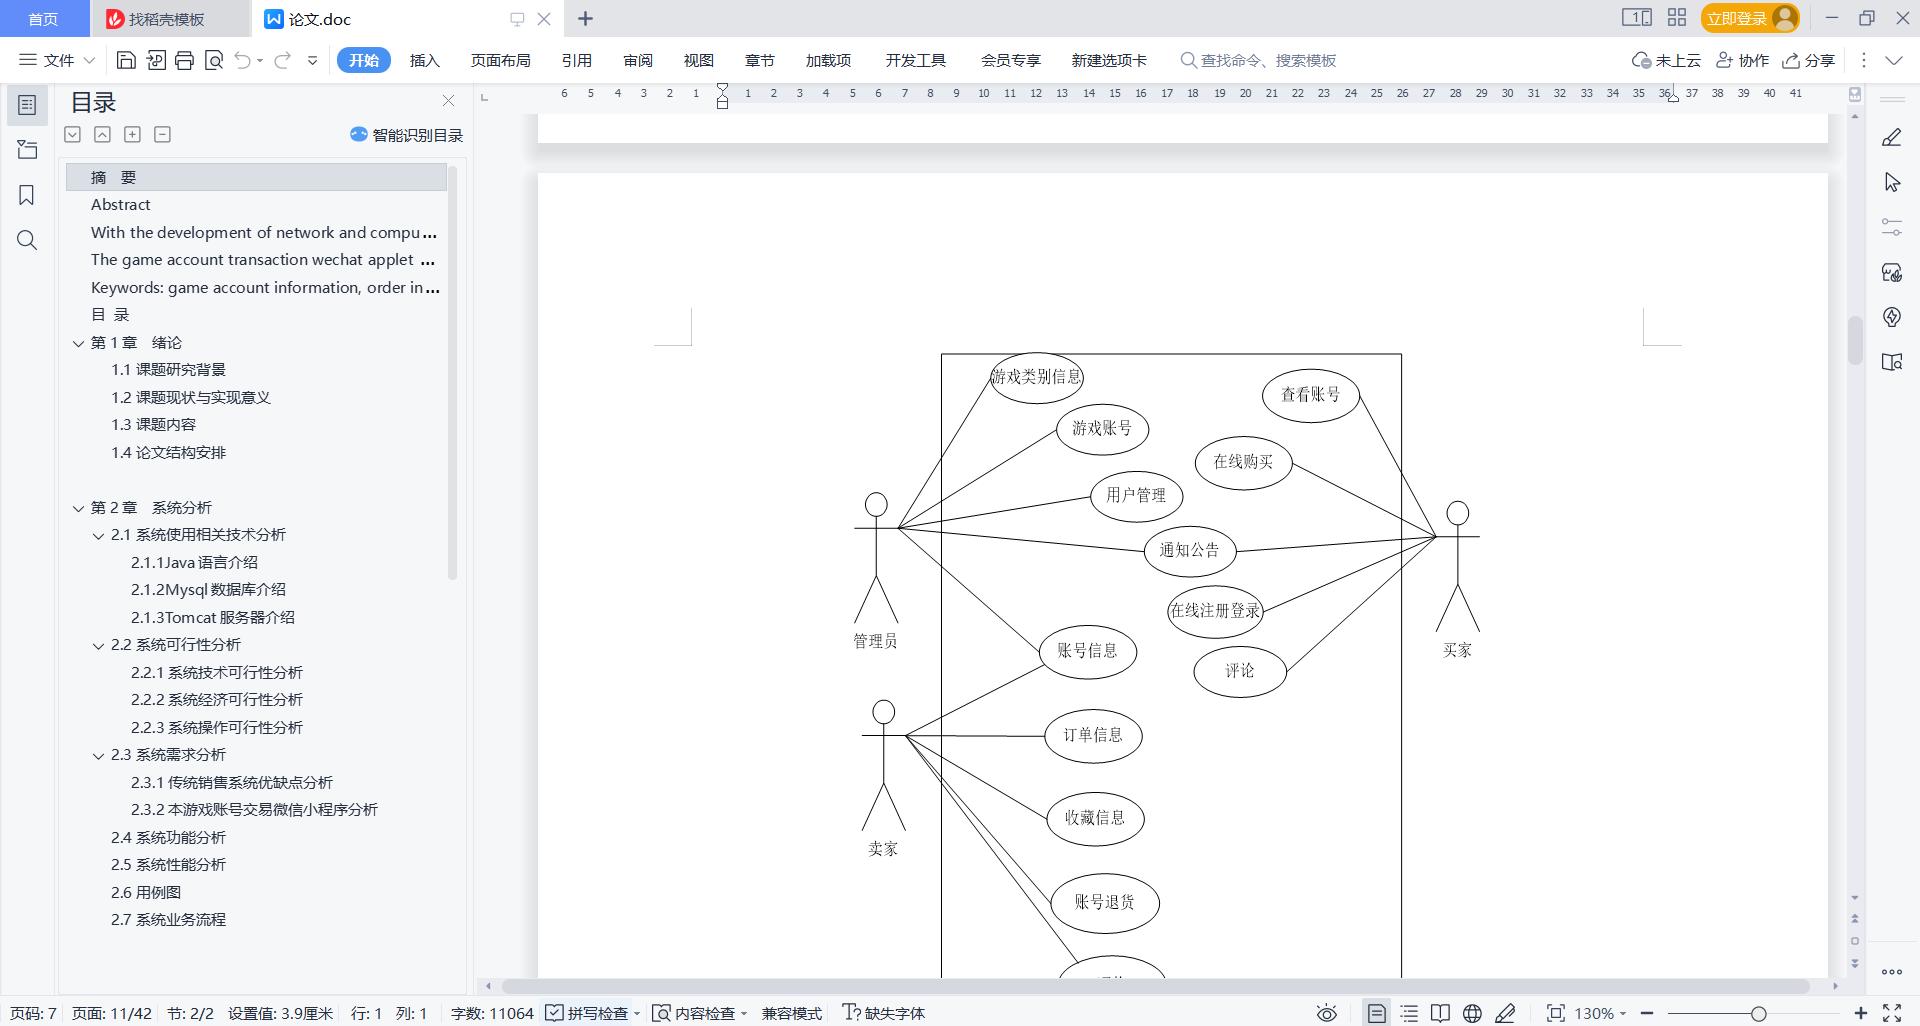 首页
找稻壳模板
论文.doc
立即登录
文件
开始
插入
页面布局
引用
审阅
视图
章节
加载项
开发工具
会员专享
新建选项卡
查找命令、搜索模板
未上云
协作
分享
目录
智能识别目录
6 5 4 3 2 1 1 2 3 4 5 6 7 8 9 10 11 12 13 14 15 16 17 18 19 20 21 22 23 24 25 26 27 28 29 30 31 32 33 34 35 36 37 38 39 40 41
摘 要
Abstract
With the development of network and compu...
The game account transaction wechat applet ...
Keywords: game account information, order in...
目 录
第1章 绪论
1.1 课题研究背景
1.2 课题现状与实现意义
1.3 课题内容
1.4 论文结构安排
第2章 系统分析
2.1 系统使用相关技术分析
2.1.1Java语言介绍
2.1.2Mysql数据库介绍
2.1.3Tomcat服务器介绍
2.2 系统可行性分析
2.2.1 系统技术可行性分析
2.2.2 系统经济可行性分析
2.2.3 系统操作可行性分析
2.3 系统需求分析
2.3.1 传统销售系统优缺点分析
2.3.2 本游戏账号交易微信小程序分析
2.4 系统功能分析
2.5 系统性能分析
2.6 用例图
2.7 系统业务流程
游戏类别信息
查看账号
游戏账号
在线购买
用户管理
通知公告
在线注册登录
管理员
账号信息
买家
评论
订单信息
收藏信息
卖家
账号退货
页码: 7
页面: 11/42
节: 2/2
设置值: 3.9厘米
行: 1
列: 1
字数: 11064
拼写检查
内容检查
兼容模式
缺失字体
130%